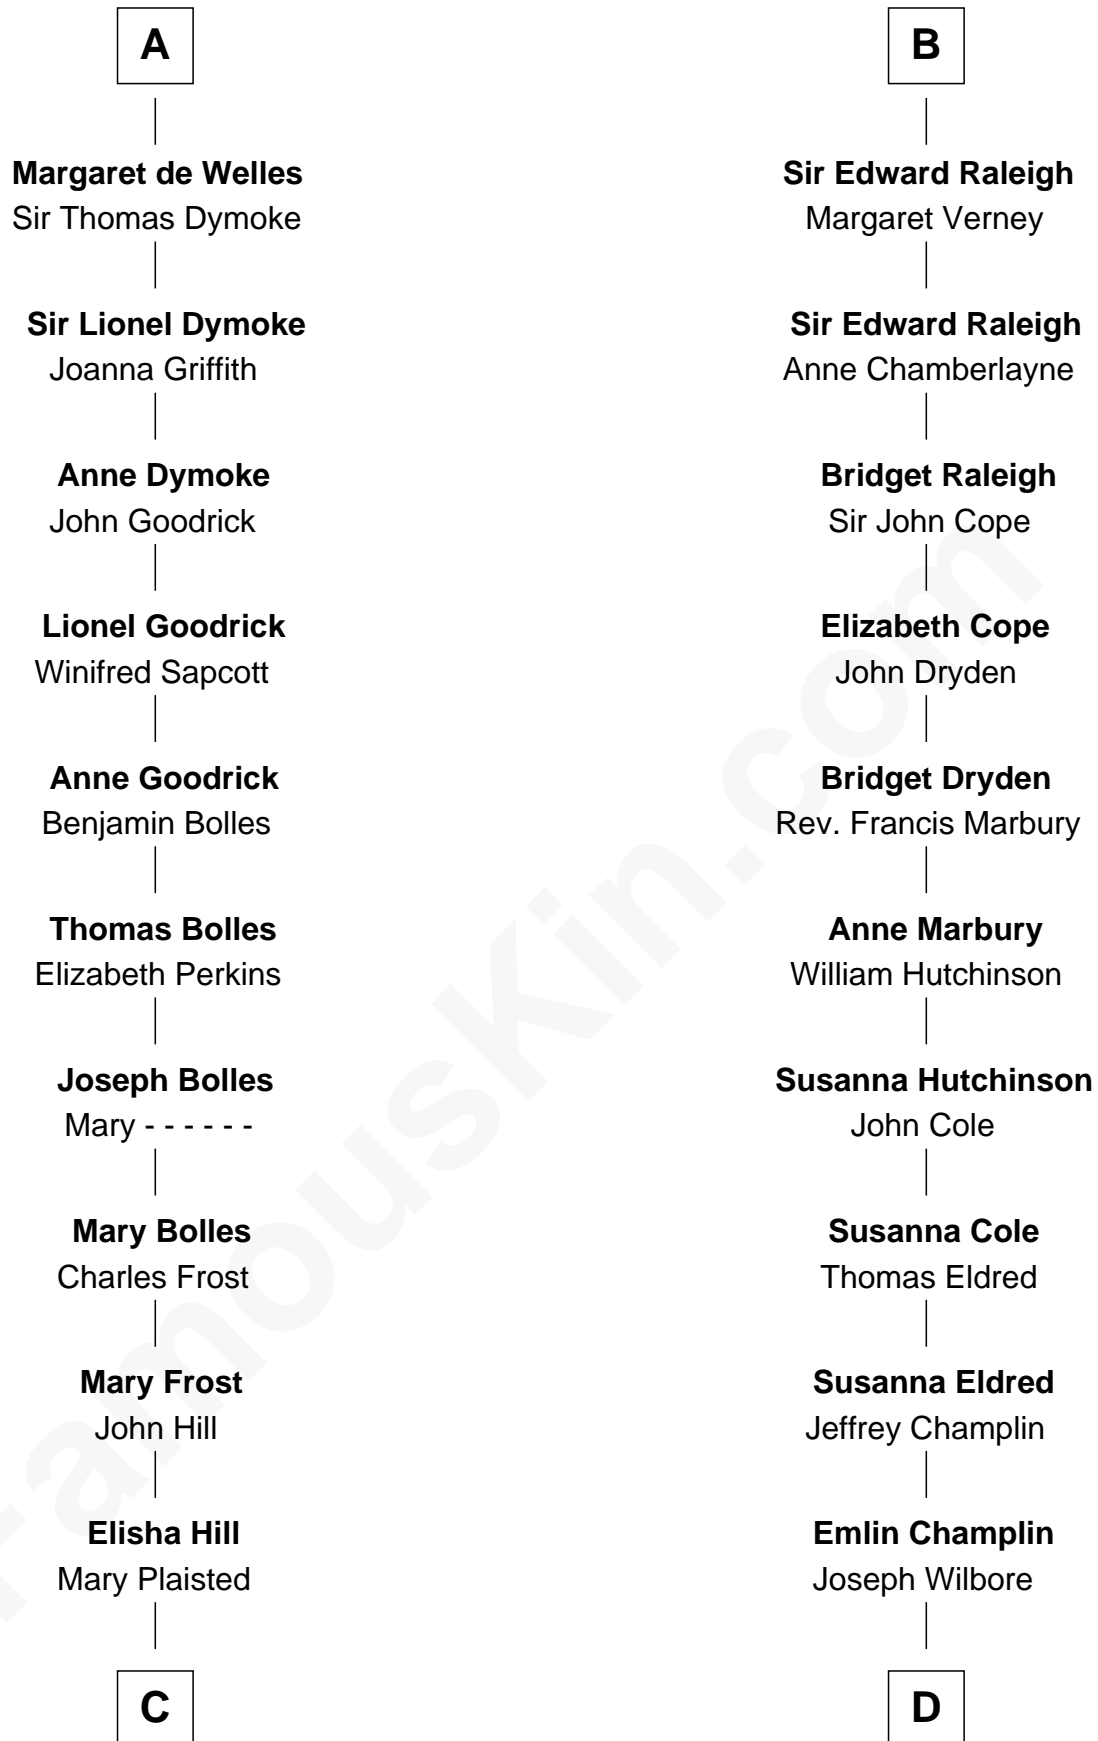 A
Margaret de Welles
Sir Thomas Dymoke
Sir Lionel Dymoke
Joanna Griffith
Anne Dymoke
John Goodrick
Lionel Goodrick
Winifred Sapcott
Anne Goodrick
Benjamin Bolles
Thomas Bolles
Elizabeth Perkins
Joseph Bolles
Mary - - - - - -
Mary Bolles
Charles Frost
Mary Frost
John Hill
Elisha Hill
Mary Plaisted
C
B
Sir Edward Raleigh
Margaret Verney
Sir Edward Raleigh
Anne Chamberlayne
Bridget Raleigh
Sir John Cope
Elizabeth Cope
John Dryden
Bridget Dryden
Rev. Francis Marbury
Anne Marbury
William Hutchinson
Susanna Hutchinson
John Cole
Susanna Cole
Thomas Eldred
Susanna Eldred
Jeffrey Champlin
Emlin Champlin
Joseph Wilbore
D
FamousKin.com